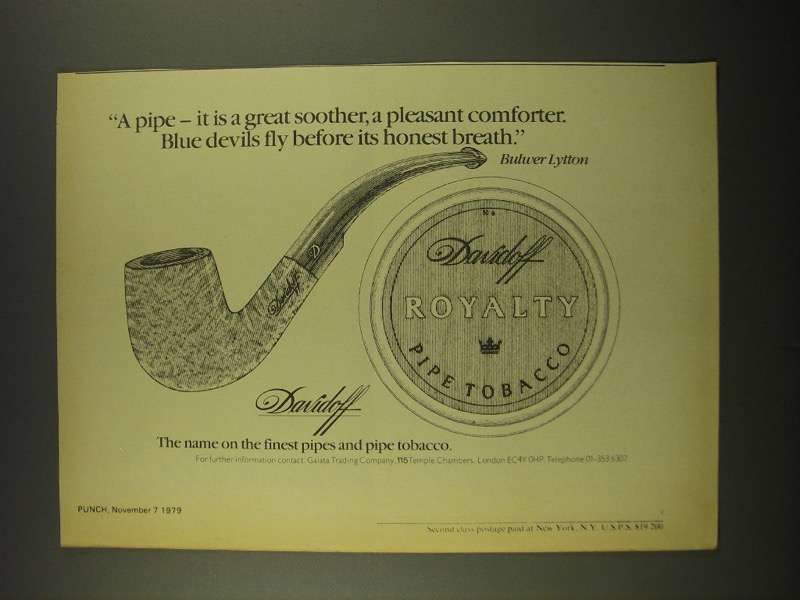 “A pipe – it is a great soother, a pleasant comforter.
Blue devils fly before its honest breath.”
Bulwer Lytton
D
Davidoff
Davidoff
ROYALTY
PIPE TOBACCO
Davidoff
The name on the finest pipes and pipe tobacco.
For further information contact: Galata Trading Company, 115 Temple Chambers, London EC4Y 0HP. Telephone 01-353 6307
PUNCH, November 7 1979
Second class postage paid at New York, N.Y. U.S.P.S.